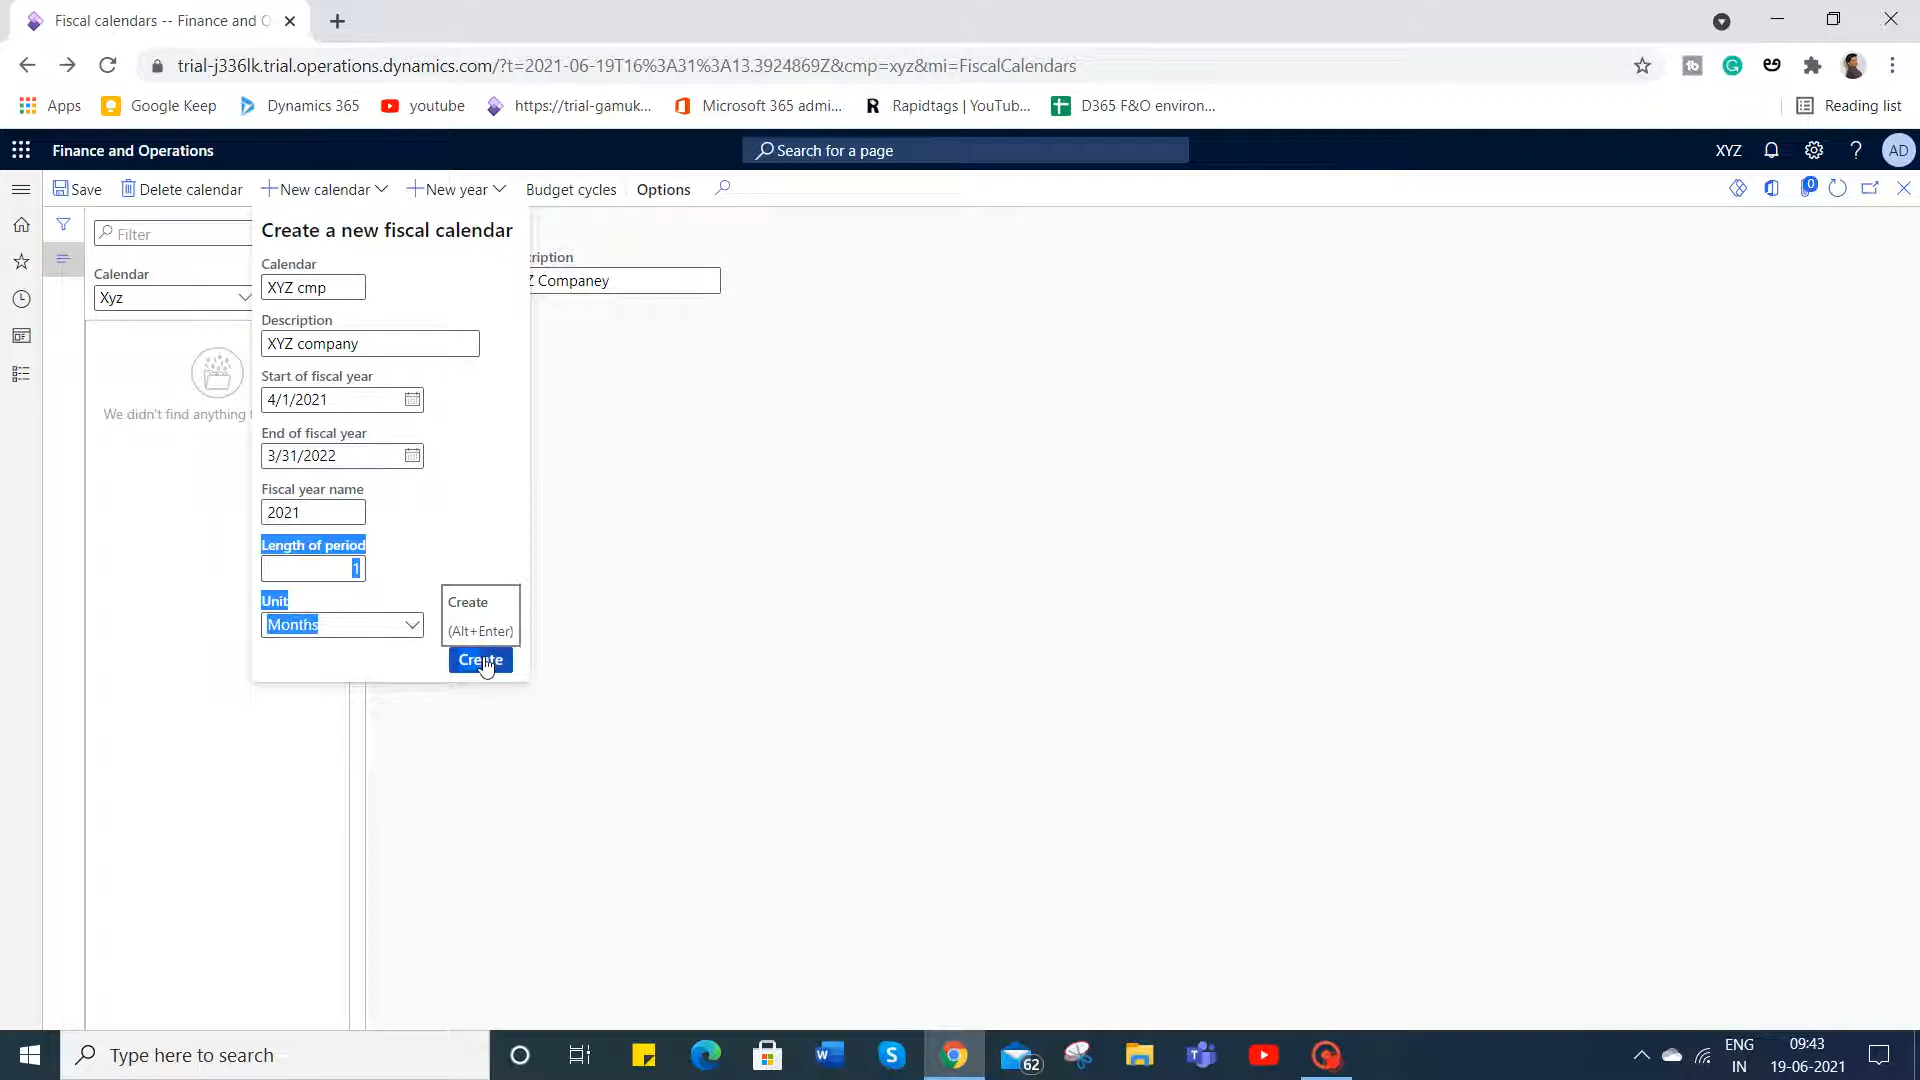 Fiscal calendars -- Finance and O
trial-j336lk.trial.operations.dynamics.com/?t=2021-06-19T16%3A31%3A13.3924869Z&cmp=xyz&mi=FiscalCalendars
Apps Google Keep Dynamics 365 youtube https://trial-gamuk... Microsoft 365 admi... Rapidtags | YouTub... D365 F&O environ... Reading list
Finance and Operations Search for a page XYZ ? AD
Save Delete calendar New calendar New year Budget cycles Options 0
Filter
Calendar
Xyz
We didn't find anything
Create a new fiscal calendar
Calendar
XYZ cmp
Description
XYZ company
Start of fiscal year
4/1/2021
End of fiscal year
3/31/2022
Fiscal year name
2021
Length of period
1
Unit
Months
Create
(Alt+Enter)
Create
ription
Z Companey
Type here to search
62
ENG
IN
09:43
19-06-2021